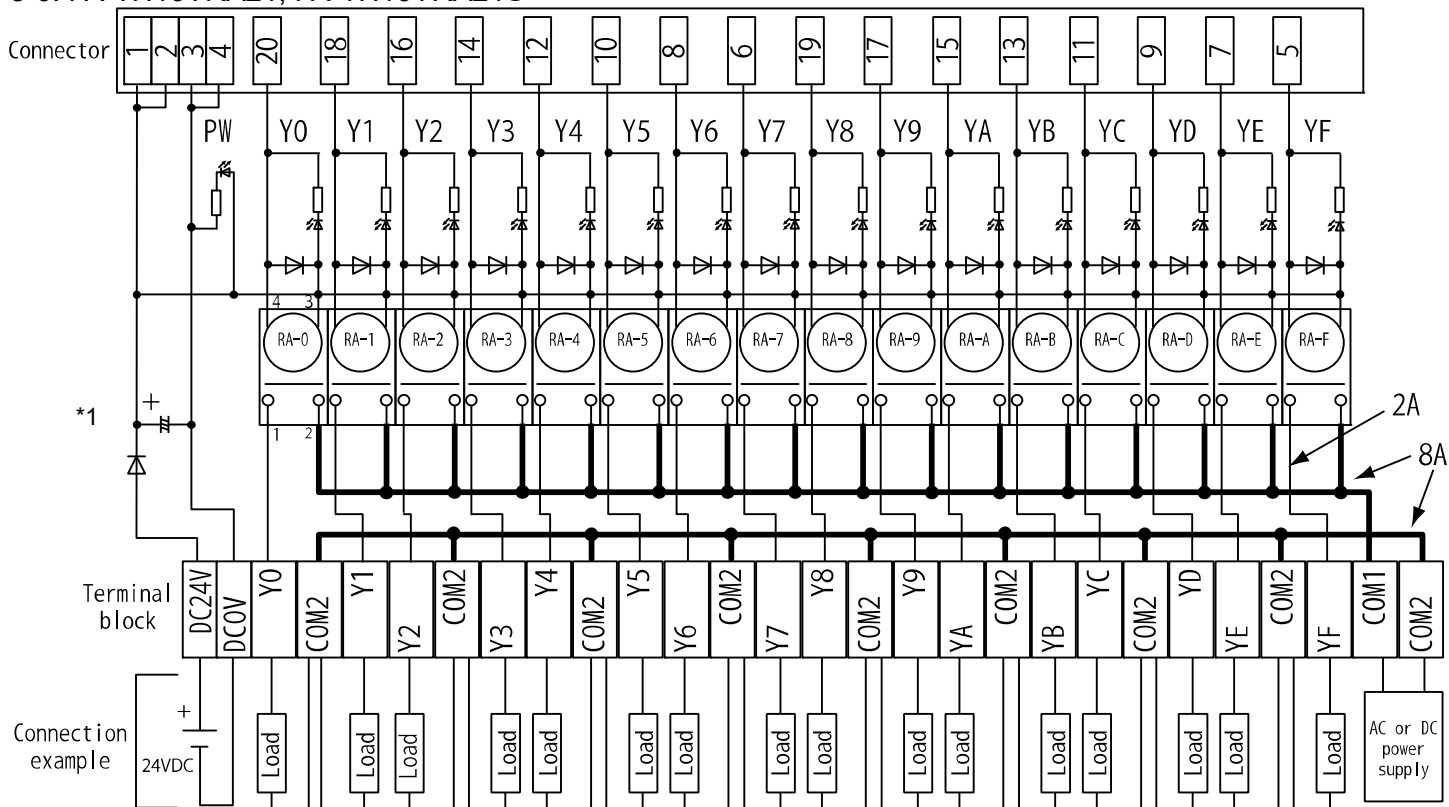 Connector 1 2 3 4 20 18 16 14 12 10 8 6 19 17 15 13 11 9 7 5
PW Y0 Y1 Y2 Y3 Y4 Y5 Y6 Y7 Y8 Y9 YA YB YC YD YE YF
4 3
RA-0 RA-1 RA-2 RA-3 RA-4 RA-5 RA-6 RA-7 RA-8 RA-9 RA-A RA-B RA-C RA-D RA-E RA-F
*1 +
1 2
2A
8A
Terminal
block
DC24V DC0V Y0 COM2 Y1 Y2 COM2 Y3 Y4 COM2 Y5 Y6 COM2 Y7 Y8 COM2 Y9 YA COM2 YB YC COM2 YD YE COM2 YF COM1 COM2
Connection
example
+
24VDC
Load Load Load Load Load Load Load Load Load Load Load Load Load Load Load Load
AC or DC
power
supply